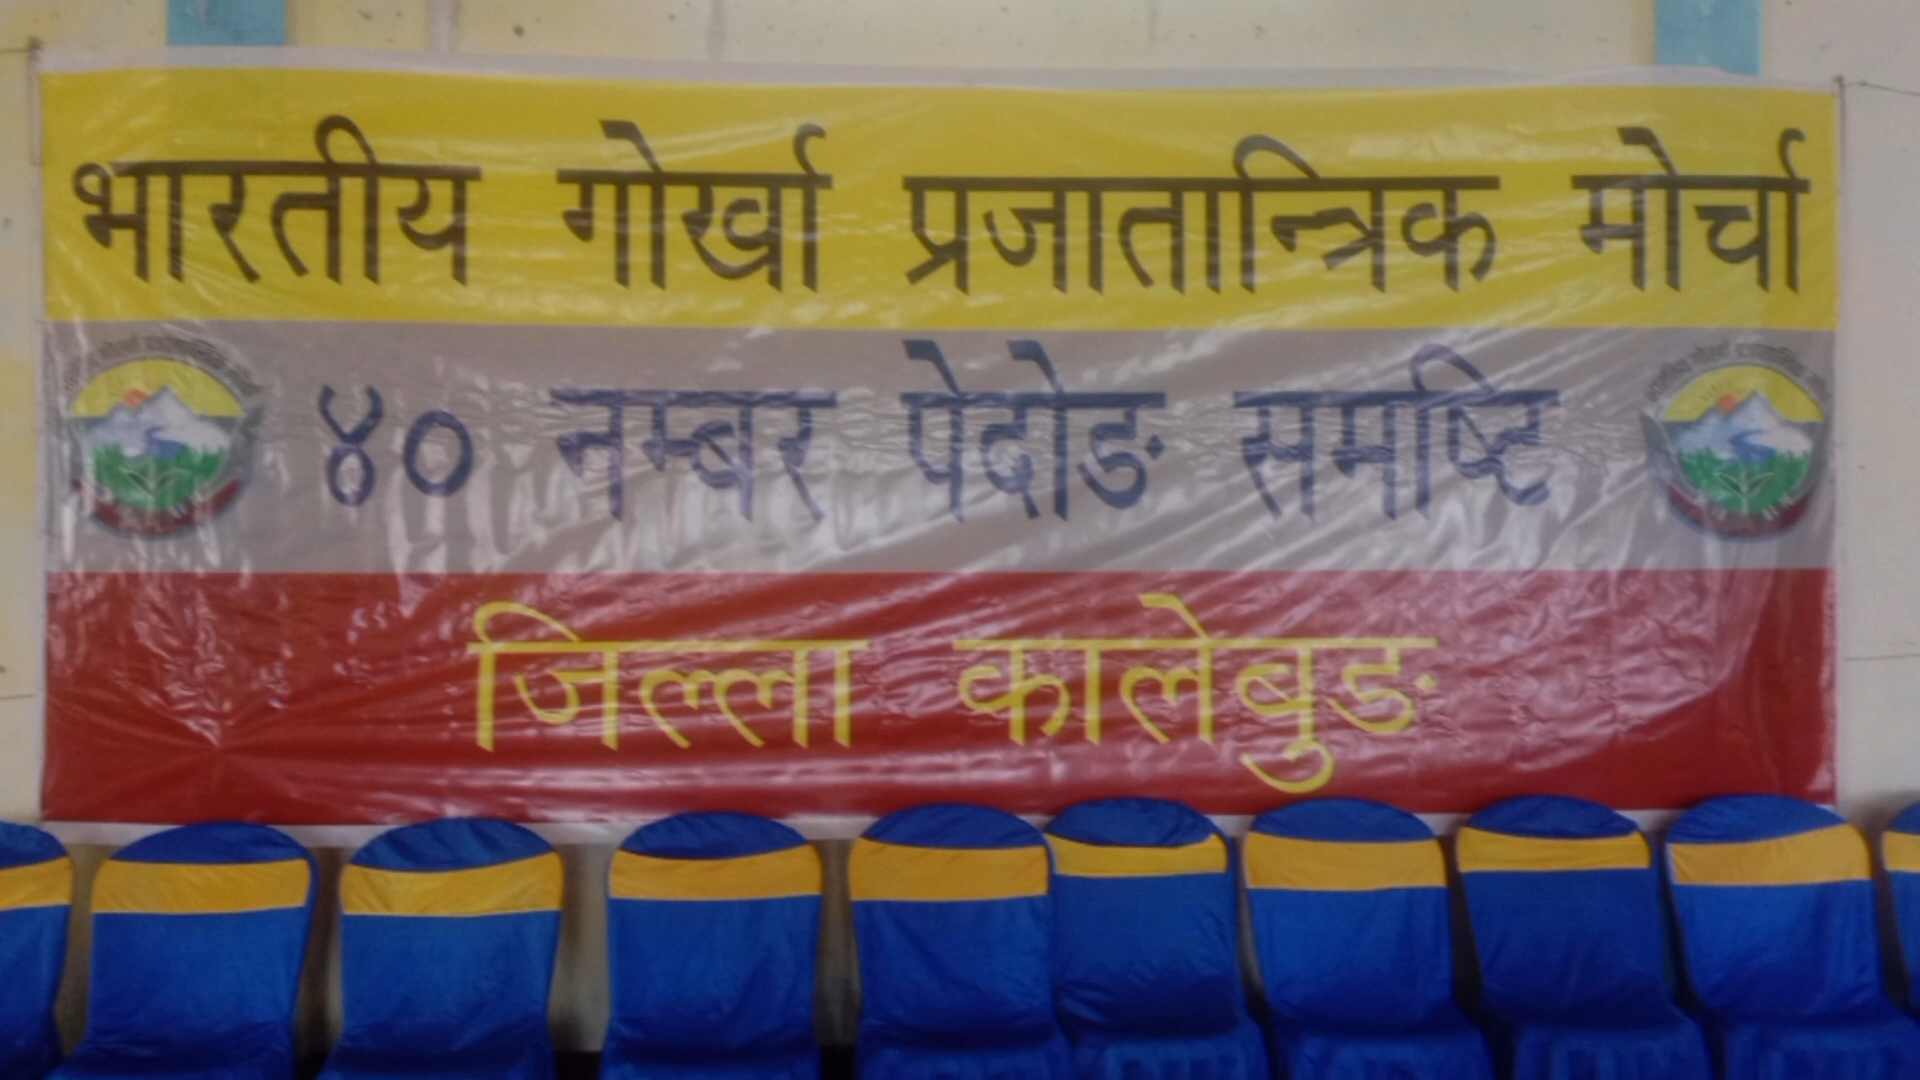 भारतीय गोर्खा प्रजातान्त्रिक मोर्चा
४० नम्बर पेदोङ समष्टि
जिल्ला कालेबुङ